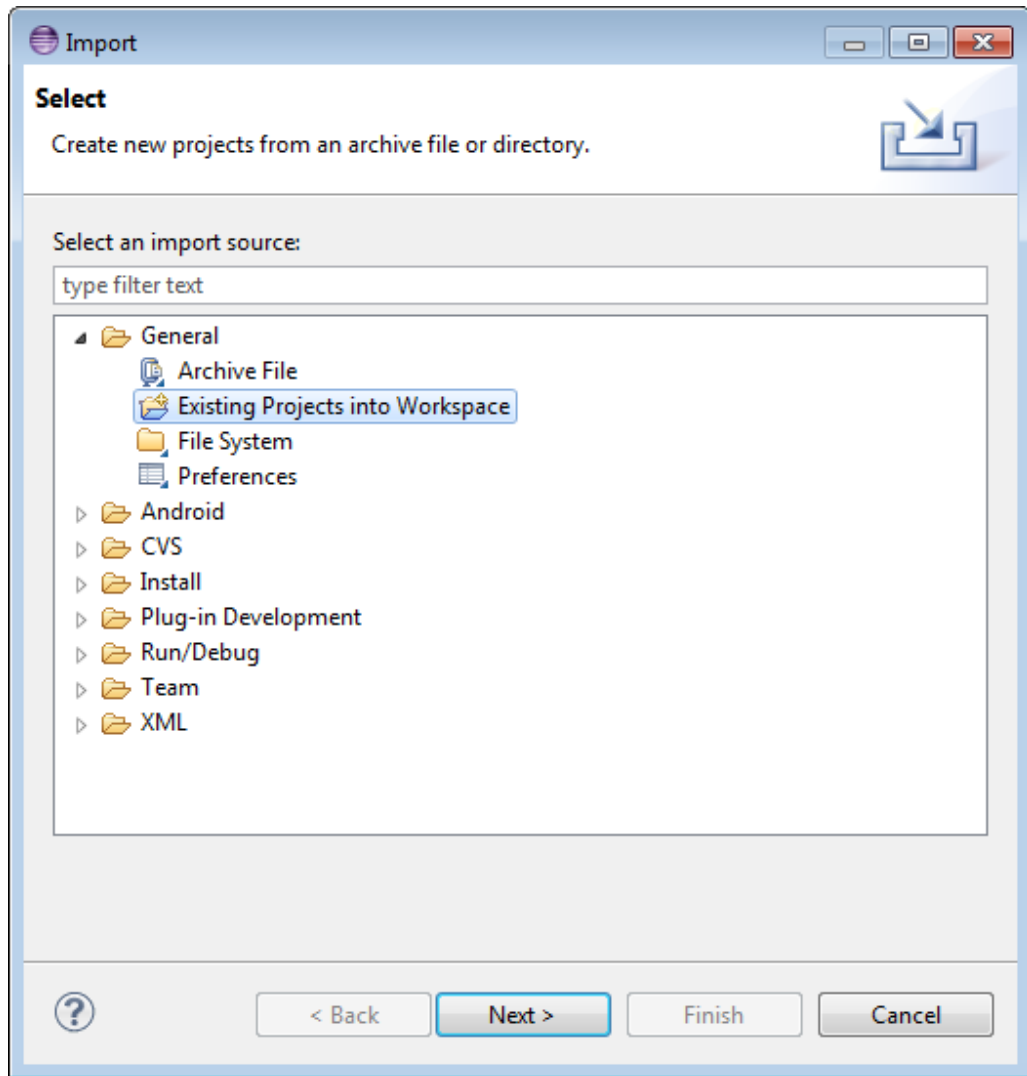 Import
Select
Create new projects from an archive file or directory.
Select an import source:
type filter text
General
Archive File
Existing Projects into Workspace
File System
Preferences
Android
CVS
Install
Plug-in Development
Run/Debug
Team
XML
?
< Back Next > Finish Cancel